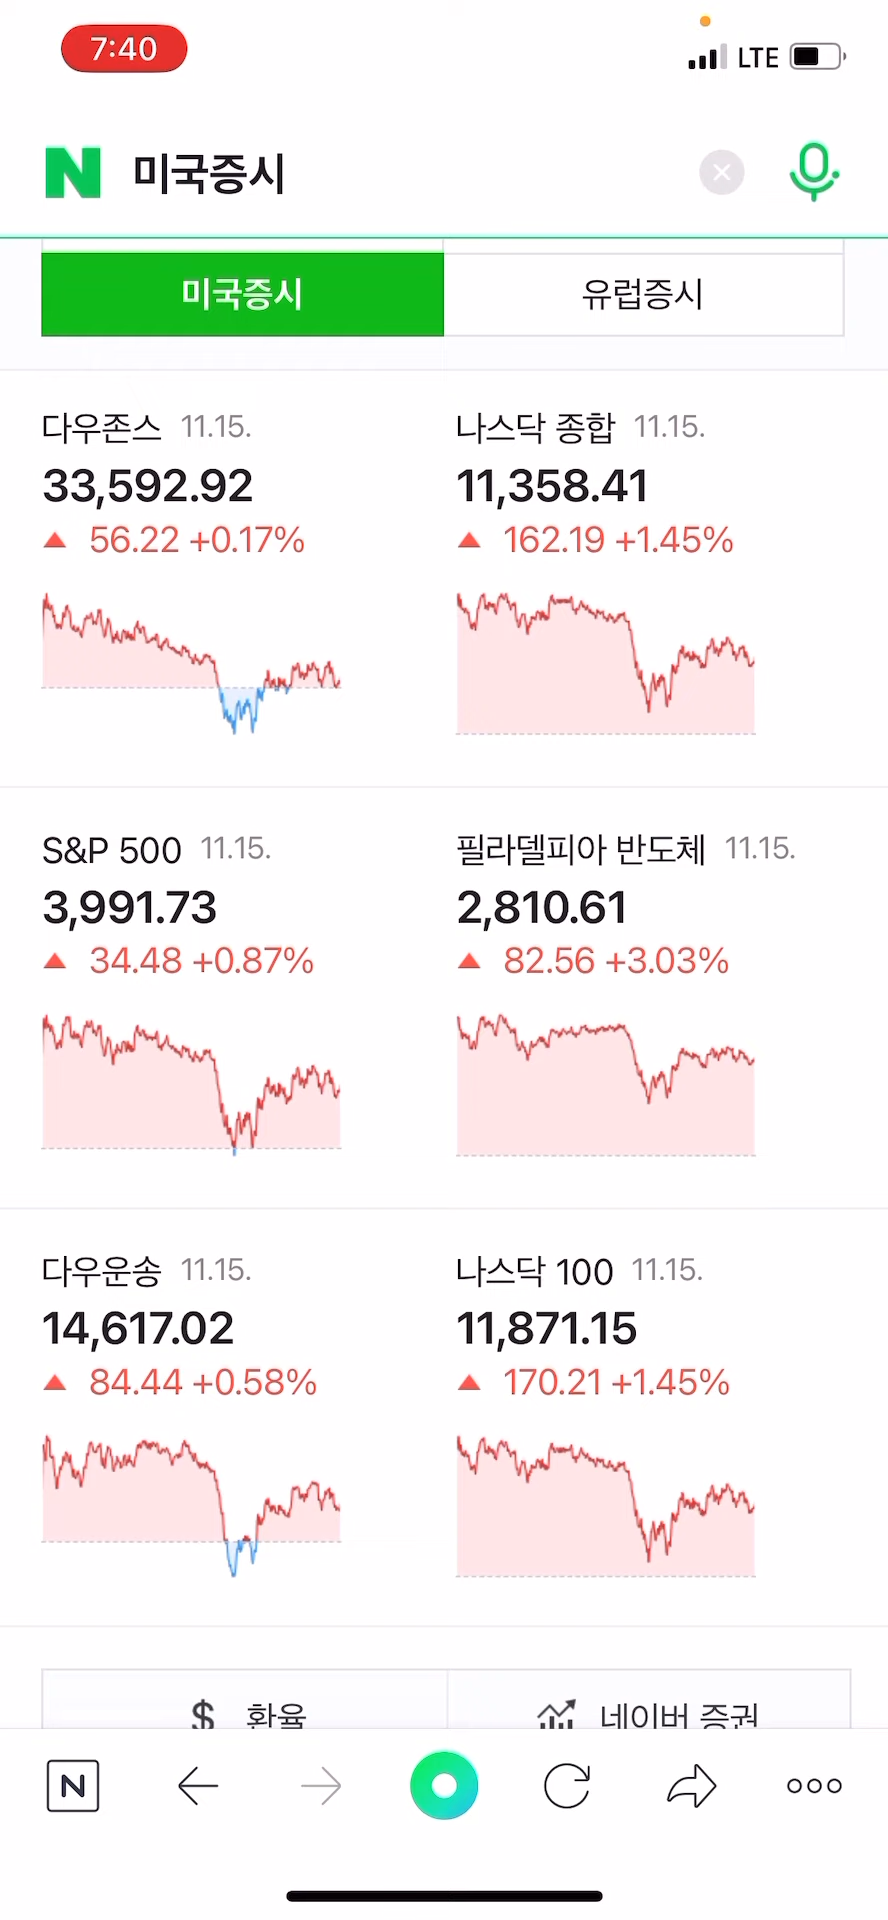 7:40
LTE
N 미국증시
미국증시
유럽증시
다우존스 11.15.
33,592.92
▲ 56.22 +0.17%
나스닥 종합 11.15.
11,358.41
▲ 162.19 +1.45%
S&P 500 11.15.
3,991.73
▲ 34.48 +0.87%
필라델피아 반도체 11.15.
2,810.61
▲ 82.56 +3.03%
다우운송 11.15.
14,617.02
▲ 84.44 +0.58%
나스닥 100 11.15.
11,871.15
▲ 170.21 +1.45%
$ 환율
네이버 증권
N